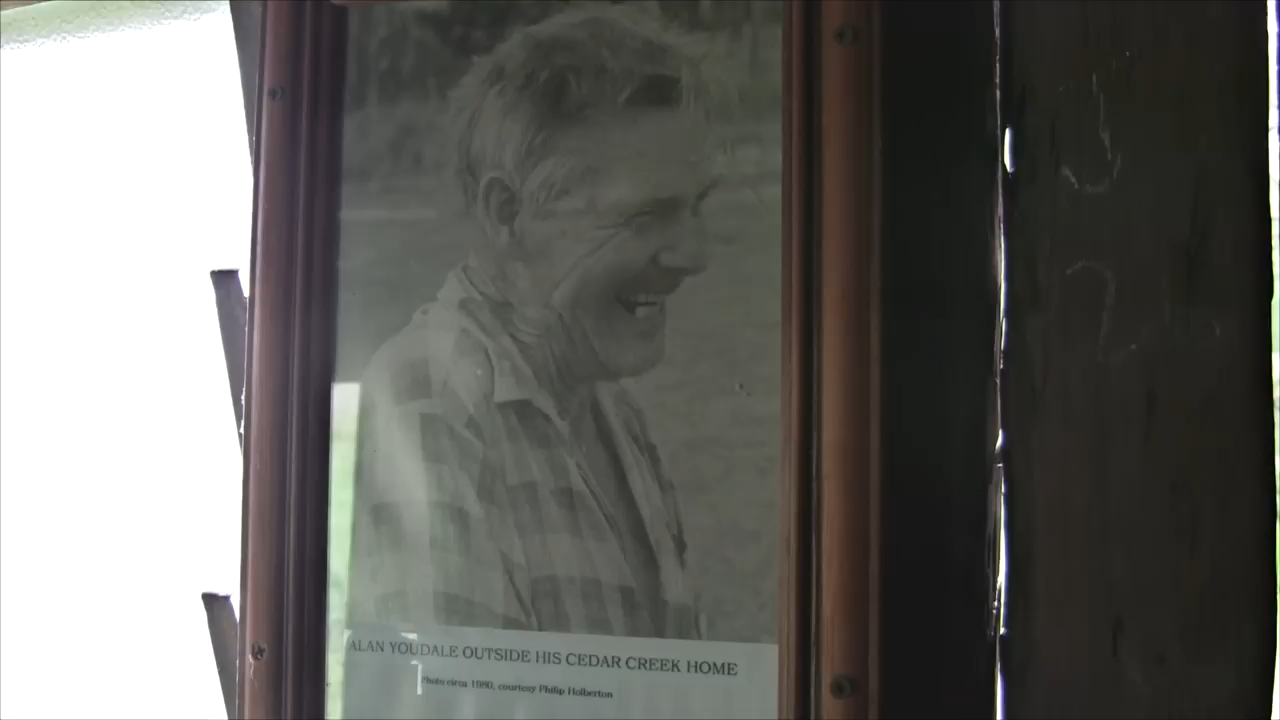 ALAN YOUDALE OUTSIDE HIS CEDAR CREEK HOME
Photo circa 1980, courtesy Philip Holberton